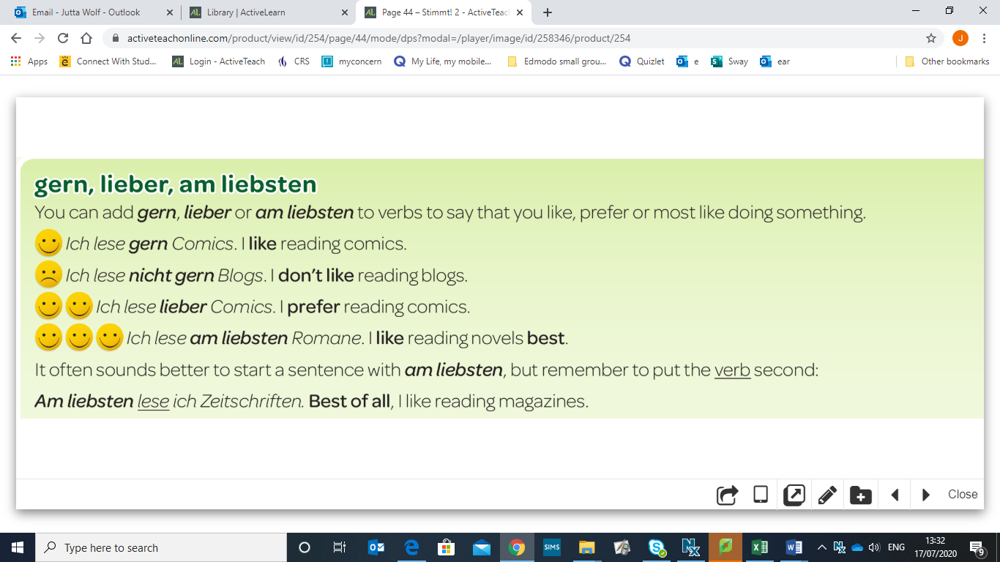 Email - Jutta Wolf - Outlook
Library | ActiveLearn
Page 44 – Stimmt! 2 - ActiveTeac
activeteachonline.com/product/view/id/254/page/44/mode/dps?modal=/player/image/id/258346/product/254
J
Apps
Connect With Stud...
Login - ActiveTeach
CRS
myconcern
My Life, my mobile...
Edmodo small grou...
Quizlet
e
Sway
ear
Other bookmarks
gern, lieber, am liebsten
You can add gern, lieber or am liebsten to verbs to say that you like, prefer or most like doing something.
Ich lese gern Comics. I like reading comics.
Ich lese nicht gern Blogs. I don't like reading blogs.
Ich lese lieber Comics. I prefer reading comics.
Ich lese am liebsten Romane. I like reading novels best.
It often sounds better to start a sentence with am liebsten, but remember to put the verb second:
Am liebsten lese ich Zeitschriften. Best of all, I like reading magazines.
Close
Type here to search
SIMS
ENG
13:32
17/07/2020
9